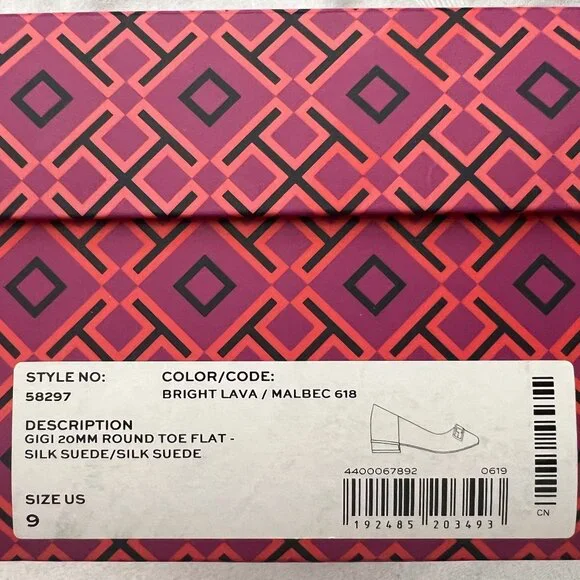 STYLE NO:
58297
COLOR/CODE:
BRIGHT LAVA / MALBEC 618
DESCRIPTION
GIGI 20MM ROUND TOE FLAT -
SILK SUEDE/SILK SUEDE
SIZE US
9
4400067892 0619
192485 203493
CN